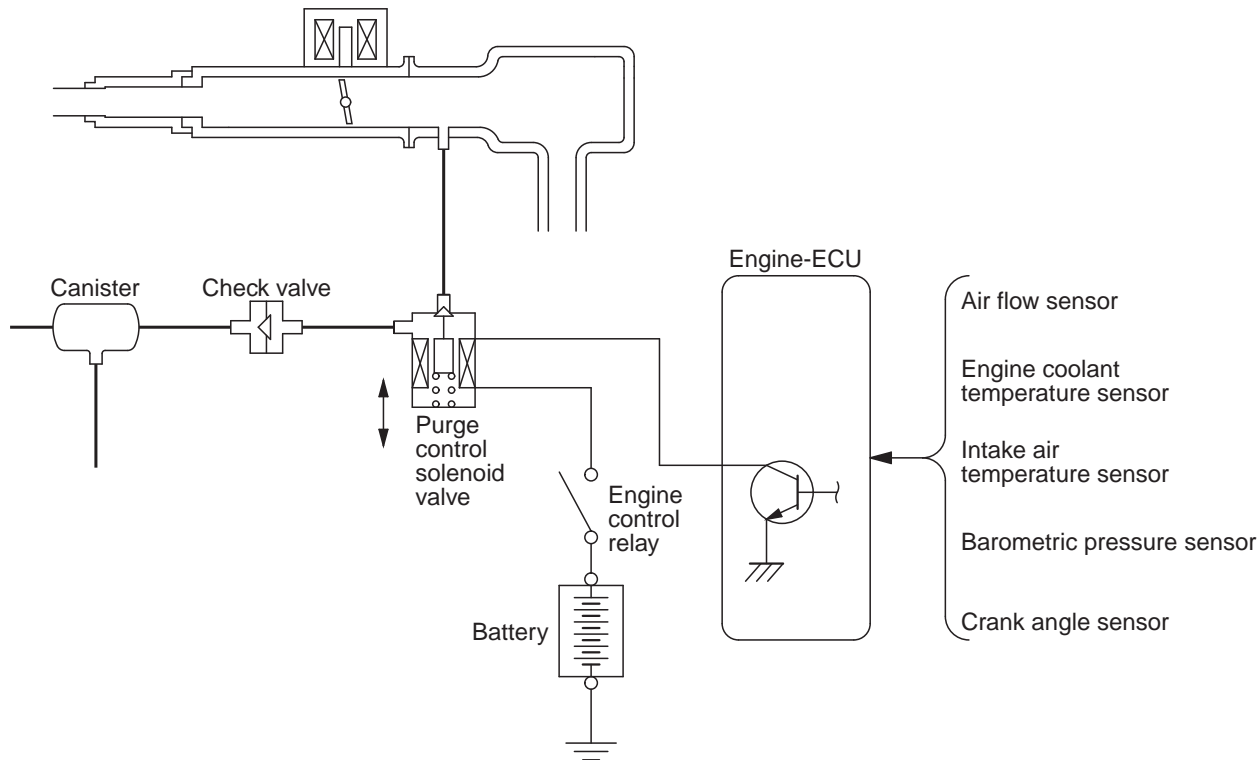 Engine-ECU
Canister
Check valve
Air flow sensor
Engine coolant
temperature sensor
Purge
control
solenoid
valve
Intake air
temperature sensor
Engine
control
relay
Barometric pressure sensor
Battery
Crank angle sensor